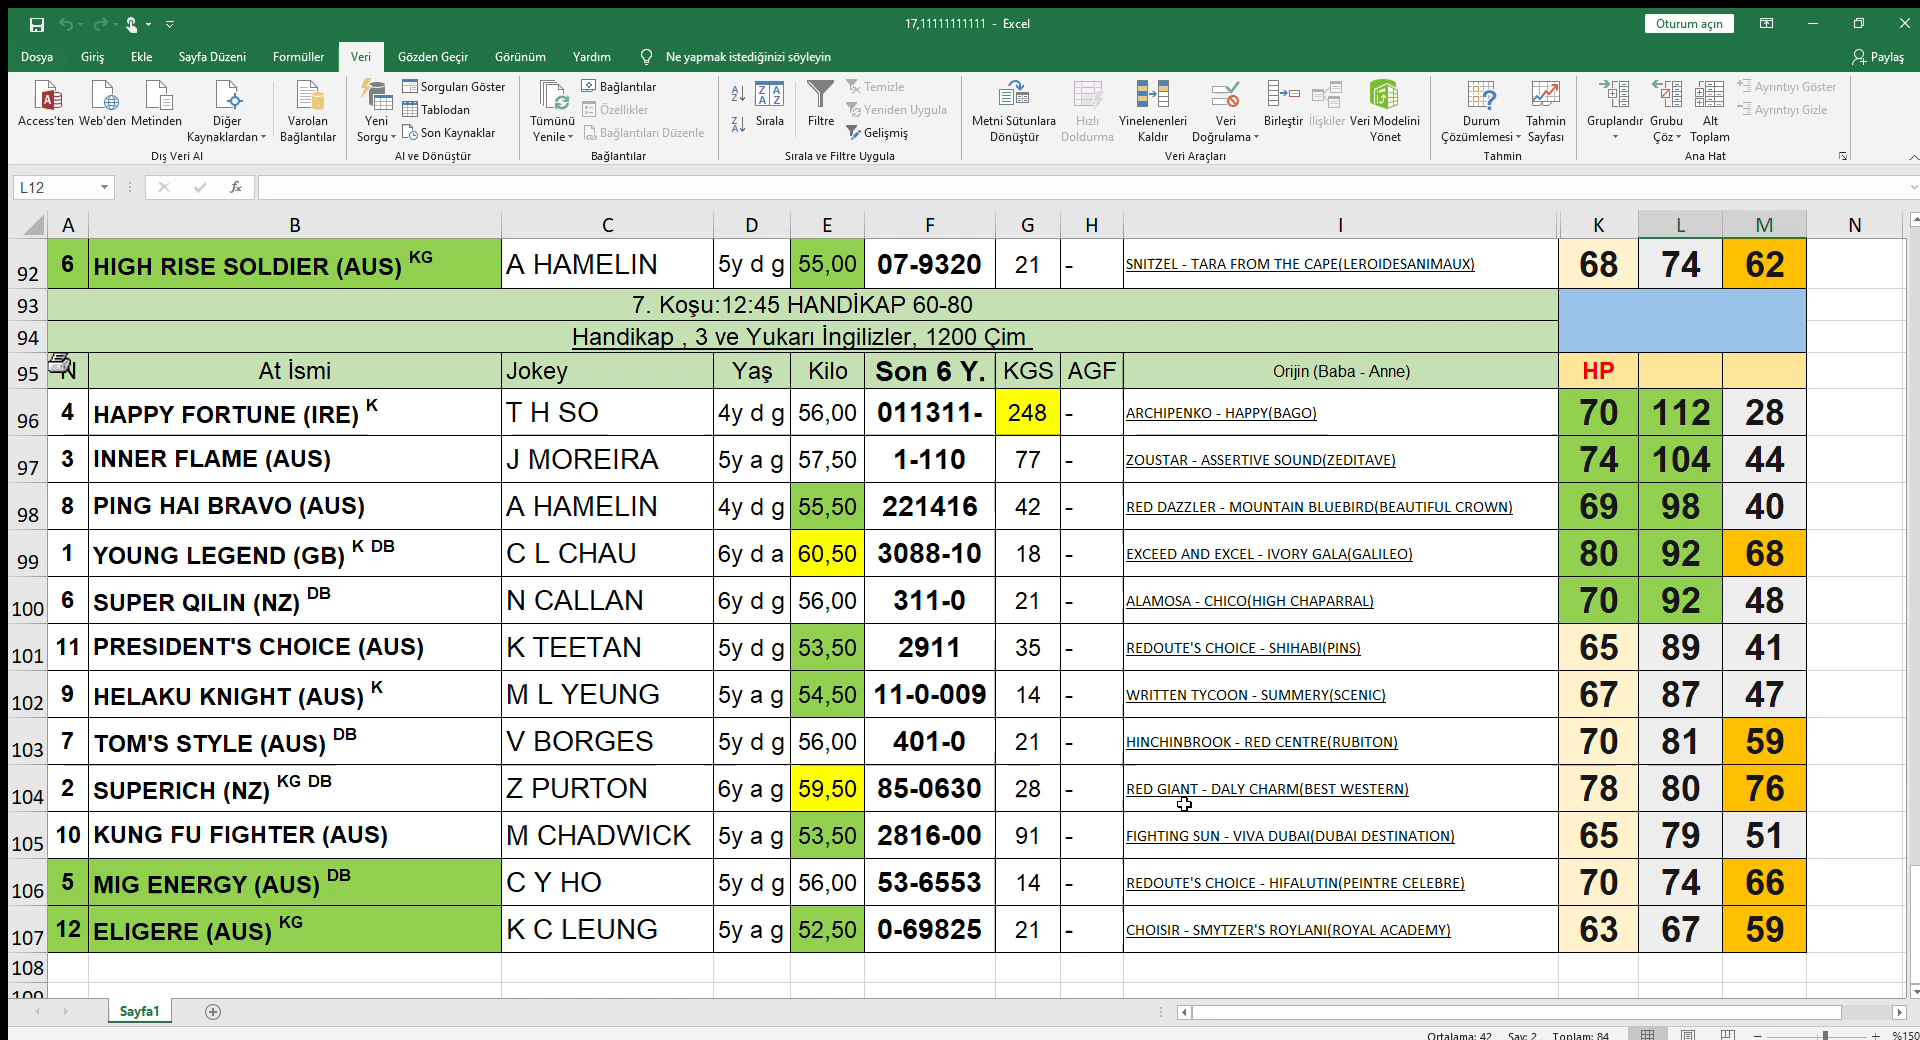 17,11111111111 - Excel
Oturum açın
Dosya Giriş Ekle Sayfa Düzeni Formüller Veri Gözden Geçir Görünüm Yardım Ne yapmak istediğinizi söyleyin
Paylaş
Access'ten Web'den Metinden Diğer Kaynaklardan Varolan Bağlantılar
Dış Veri Al
Yeni Sorgu Sorguları Göster
Tablodan
Son Kaynaklar
Al ve Dönüştür
Tümünü Yenile Bağlantılar
Özellikler
Bağlantıları Düzenle
Bağlantılar
Sırala Filtre Temizle
Yeniden Uygula
Gelişmiş
Sırala ve Filtre Uygula
Metni Sütunlara Dönüştür Hızlı Doldurma Yinelenenleri Kaldır Veri Doğrulama Birleştir İlişkiler Veri Modelini Yönet
Veri Araçları
Durum Çözümlemesi Tahmin Sayfası
Tahmin
Gruplandır Grubu Çöz Alt Toplam Ayrıntıyı Göster
Ayrıntıyı Gizle
Ana Hat
L12 fx
A B C D E F G H I K L M N
92 6 HIGH RISE SOLDIER (AUS) KG A HAMELIN 5y d g 55,00 07-9320 21 - SNITZEL - TARA FROM THE CAPE(LEROIDESANIMAUX) 68 74 62
93 7. Koşu:12:45 HANDİKAP 60-80
94 Handikap , 3 ve Yukarı İngilizler, 1200 Çim
95 N At İsmi Jokey Yaş Kilo Son 6 Y. KGS AGF Orijin (Baba - Anne) HP
96 4 HAPPY FORTUNE (IRE) K T H SO 4y d g 56,00 011311- 248 - ARCHIPENKO - HAPPY(BAGO) 70 112 28
97 3 INNER FLAME (AUS) J MOREIRA 5y a g 57,50 1-110 77 - ZOUSTAR - ASSERTIVE SOUND(ZEDITAVE) 74 104 44
98 8 PING HAI BRAVO (AUS) A HAMELIN 4y d g 55,50 221416 42 - RED DAZZLER - MOUNTAIN BLUEBIRD(BEAUTIFUL CROWN) 69 98 40
99 1 YOUNG LEGEND (GB) K DB C L CHAU 6y d a 60,50 3088-10 18 - EXCEED AND EXCEL - IVORY GALA(GALILEO) 80 92 68
100 6 SUPER QILIN (NZ) DB N CALLAN 6y d g 56,00 311-0 21 - ALAMOSA - CHICO(HIGH CHAPARRAL) 70 92 48
101 11 PRESIDENT'S CHOICE (AUS) K TEETAN 5y d g 53,50 2911 35 - REDOUTE'S CHOICE - SHIHABI(PINS) 65 89 41
102 9 HELAKU KNIGHT (AUS) K M L YEUNG 5y a g 54,50 11-0-009 14 - WRITTEN TYCOON - SUMMERY(SCENIC) 67 87 47
103 7 TOM'S STYLE (AUS) DB V BORGES 5y d g 56,00 401-0 21 - HINCHINBROOK - RED CENTRE(RUBITON) 70 81 59
104 2 SUPERICH (NZ) KG DB Z PURTON 6y a g 59,50 85-0630 28 - RED GIANT - DALY CHARM(BEST WESTERN) 78 80 76
105 10 KUNG FU FIGHTER (AUS) M CHADWICK 5y a g 53,50 2816-00 91 - FIGHTING SUN - VIVA DUBAI(DUBAI DESTINATION) 65 79 51
106 5 MIG ENERGY (AUS) DB C Y HO 5y d g 56,00 53-6553 14 - REDOUTE'S CHOICE - HIFALUTIN(PEINTRE CELEBRE) 70 74 66
107 12 ELIGERE (AUS) KG K C LEUNG 5y a g 52,50 0-69825 21 - CHOISIR - SMYTZER'S ROYLANI(ROYAL ACADEMY) 63 67 59
108
109
Sayfa1
Ortalama: 42 Say: 2 Toplam: 84 %150